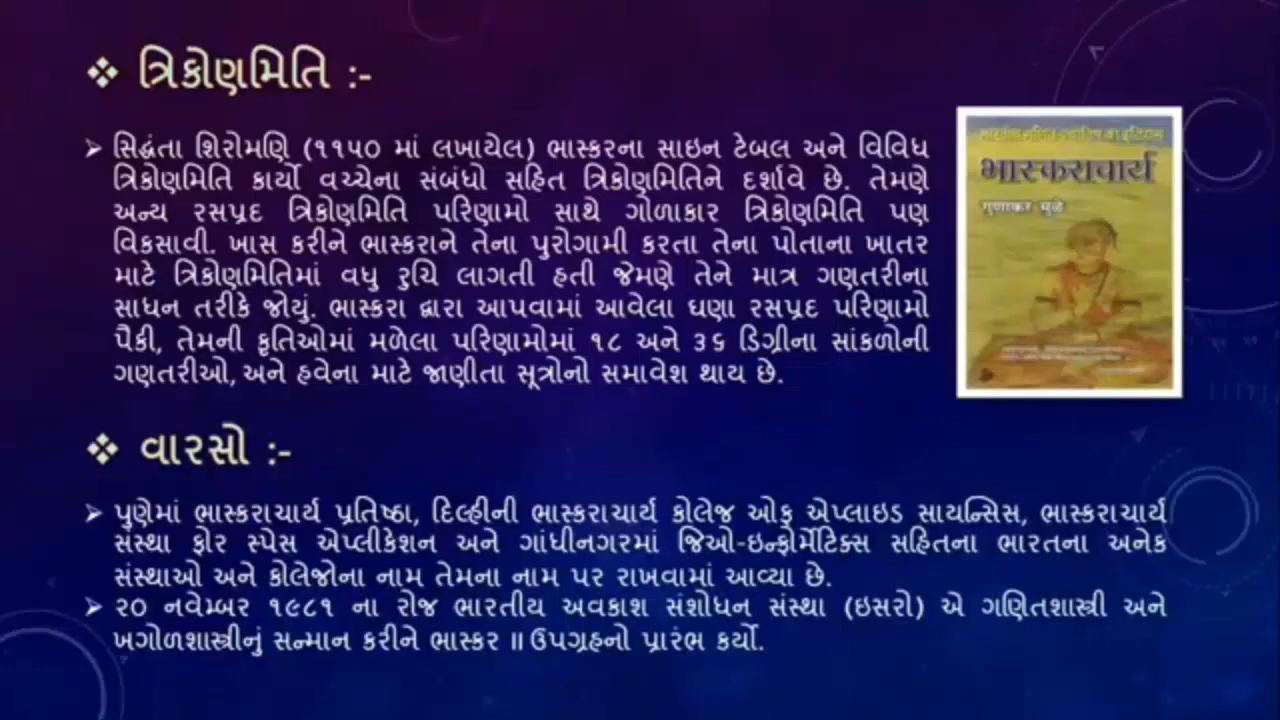 ❖ ત્રિકોણમિતિ :-
➢ સિદ્ધંતા શિરોમણિ (૧૧૫૦ માં લખાયેલ) ભાસ્કરના સાઇન ટેબલ અને વિવિધ
ત્રિકોણમિતિ કાર્યો વચ્ચેના સંબંધો સહિત ત્રિકોણમિતિને દર્શાવે છે. તેમણે
અન્ય રસપ્રદ ત્રિકોણમિતિ પરિણામો સાથે ગોળાકાર ત્રિકોણમિતિ પણ
વિકસાવી. ખાસ કરીને ભાસ્કરાને તેના પુરોગામી કરતા તેના પોતાના ખાતર
માટે ત્રિકોણમિતિમાં વધુ રુચિ લાગતી હતી જેમણે તેને માત્ર ગણતરીના
સાધન તરીકે જોયું. ભાસ્કરા દ્વારા આપવામાં આવેલા ઘણા રસપ્રદ પરિણામો
પૈકી, તેમની કૃતિઓમાં મળેલા પરિણામોમાં ૧૮ અને ૩૬ ડિગ્રીના સાંકળોની
ગણતરીઓ, અને હવેના માટે જાણીતા સૂત્રોનો સમાવેશ થાય છે.
भास्कराचार्य
गुणाकर मुळे
❖ વારસો :-
➢ પુણેમાં ભાસ્કરાચાર્ય પ્રતિષ્ઠા, દિલ્હીની ભાસ્કરાચાર્ય કોલેજ ઓફ એપ્લાઇડ સાયન્સિસ, ભાસ્કરાચાર્ય
સંસ્થા ફોર સ્પેસ એપ્લીકેશન અને ગાંધીનગરમાં જિઓ-ઇન્ફોર્મેટિક્સ સહિતના ભારતના અનેક
સંસ્થાઓ અને કોલેજોના નામ તેમના નામ પર રાખવામાં આવ્યા છે.
➢ ૨૦ નવેમ્બર ૧૯૮૧ ના રોજ ભારતીય અવકાશ સંશોધન સંસ્થા (ઇસરો) એ ગણિતશાસ્ત્રી અને
ખગોળશાસ્ત્રીનું સન્માન કરીને ભાસ્કર II ઉપગ્રહનો પ્રારંભ કર્યો.